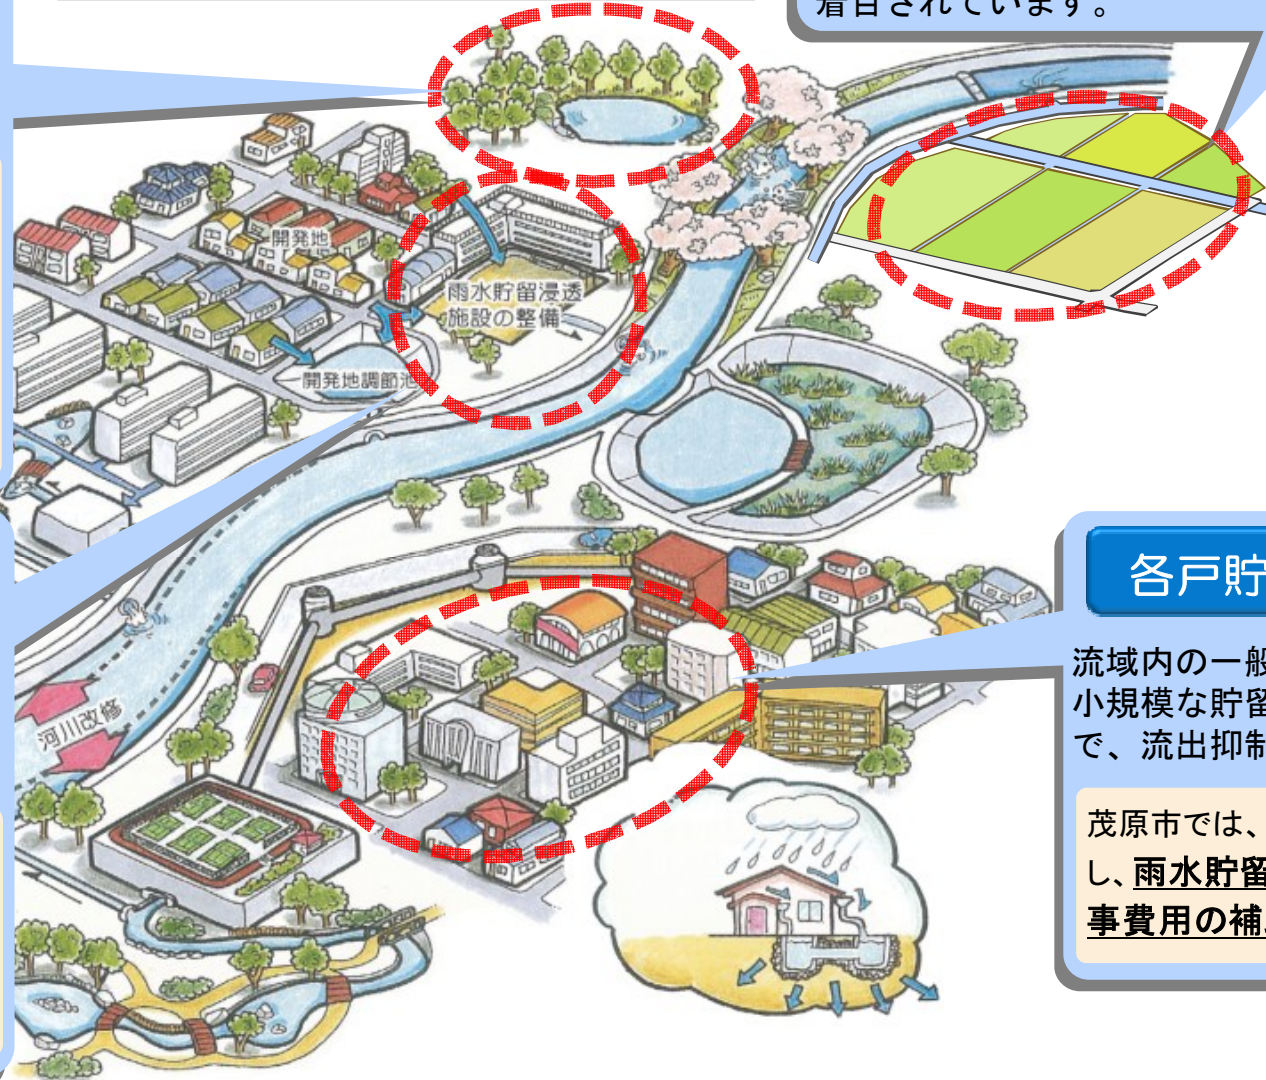 着目されています。
開発地
雨水貯留浸透
施設の整備
開発地調節池
河川改修
各戸貯
流域内の一般
小規模な貯留
で、流出抑制
茂原市では、
し、雨水貯留
事費用の補